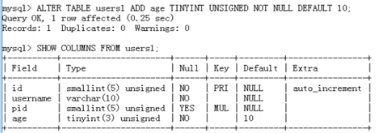 mysql> ALTER TABLE users1 ADD age TINYINT UNSIGNED NOT NULL DEFAULT 10;
Query OK, 1 row affected (0.25 sec)
Records: 1  Duplicates: 0  Warnings: 0
mysql> SHOW COLUMNS FROM users1;
| Field | Type | Null | Key | Default | Extra |
| id | smallint(5) unsigned | NO | PRI | NULL | auto_increment |
| username | varchar(10) | NO | | NULL | |
| pid | smallint(5) unsigned | YES | MUL | NULL | |
| age | tinyint(3) unsigned | NO | | 10 | |